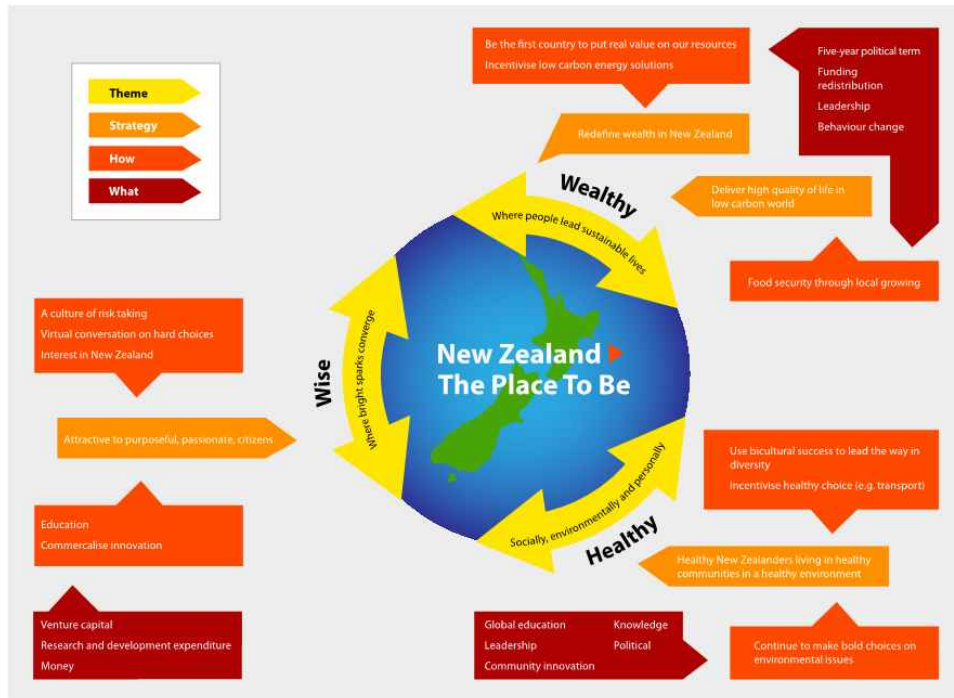 Theme
Strategy
How
What
Be the first country to put real value on our resources
Incentivise low carbon energy solutions
Five-year political term
Funding
redistribution
Leadership
Behaviour change
Redefine wealth in New Zealand
Deliver high quality of life in
low carbon world
Food security through local growing
Wealthy
Where people lead sustainable lives
New Zealand
The Place To Be
Wise
Where bright sparks converge
A culture of risk taking
Virtual conversation on hard choices
Interest in New Zealand
Attractive to purposeful, passionate, citizens
Education
Commercalise innovation
Venture capital
Research and development expenditure
Money
Healthy
Socially, environmentally and personally
Use bicultural success to lead the way in
diversity
Incentivise healthy choice (e.g. transport)
Healthy New Zealanders living in healthy
communities in a healthy environment
Continue to make bold choices on
environmental issues
Global education Knowledge
Leadership Political
Community innovation